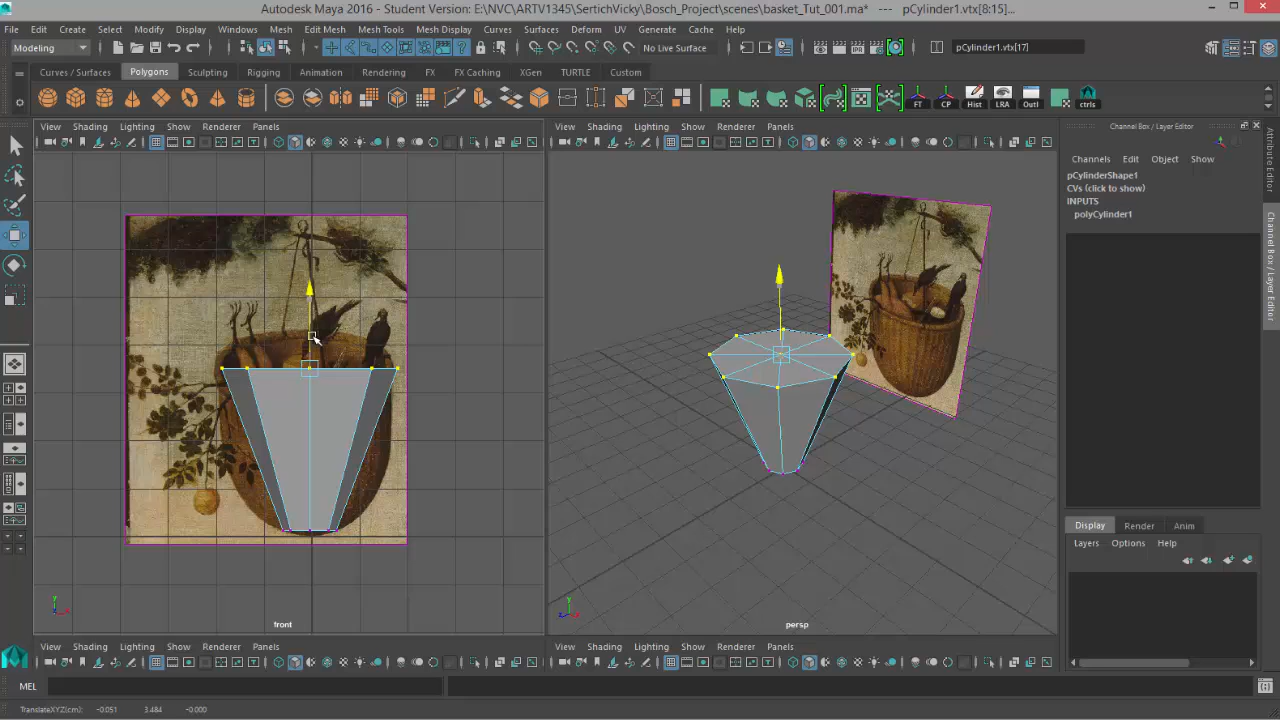 Autodesk Maya 2016 - Student Version: E:\NVC\ARTV1345\SertichVicky\Bosch_Project\scenes\basket_Tut_001.ma* --- pCylinder1.vtx[8:15]...
File Edit Create Select Modify Display Windows Mesh Edit Mesh Mesh Tools Mesh Display Curves Surfaces Deform UV Generate Cache Help
Modeling No Live Surface pCylinder1.vtx[17]
Curves / Surfaces Polygons Sculpting Rigging Animation Rendering FX FX Caching XGen TURTLE Custom
FT CP Hist LRA Outl ctrls
View Shading Lighting Show Renderer Panels
View Shading Lighting Show Renderer Panels
Channel Box / Layer Editor
Channels Edit Object Show
pCylinderShape1
CVs (click to show)
INPUTS
polyCylinder1
Attribute Editor
Channel Box / Layer Editor
front
persp
Display Render Anim
Layers Options Help
View Shading Lighting Show Renderer Panels
View Shading Lighting Show Renderer Panels
MEL
TranslateXYZ(cm): -0.051 3.484 -0.000